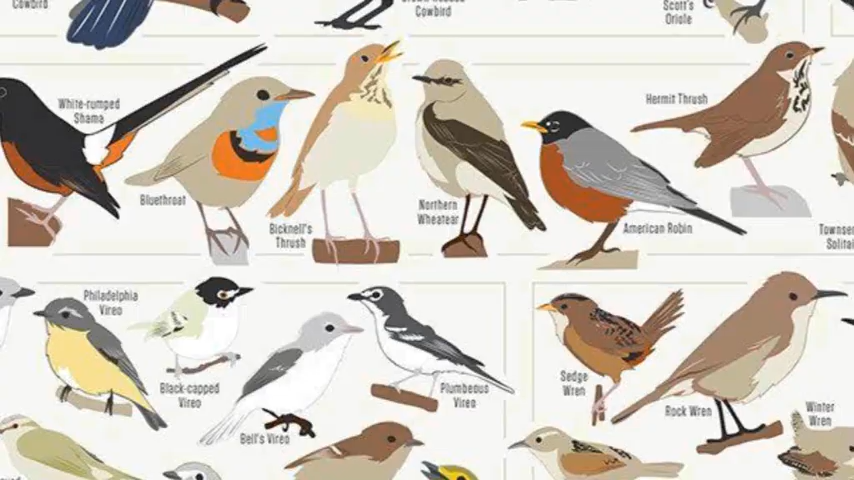 Cowbird
Cowbird
Scott's
Oriole
White-rumped
Shama
Bluethroat
Bicknell's
Thrush
Northern
Wheatear
American Robin
Hermit Thrush
Philadelphia
Vireo
Black-capped
Vireo
Bell's Vireo
Plumbeous
Vireo
Sedge
Wren
Rock Wren
Winter
Wren